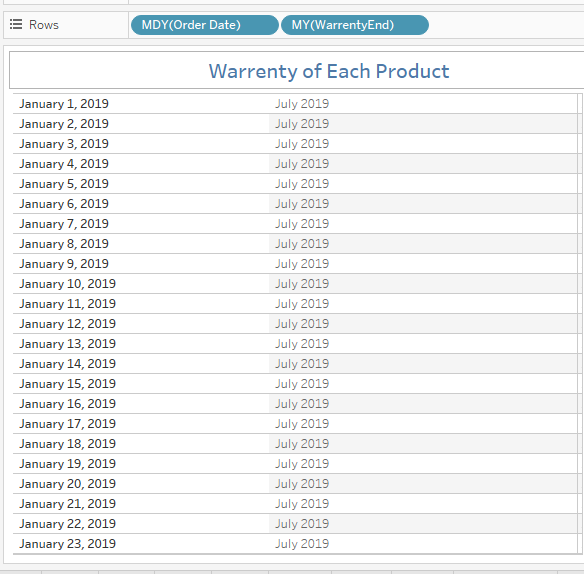 Rows MDY(Order Date) MY(WarrentyEnd)
Warrenty of Each Product
January 1, 2019 July 2019
January 2, 2019 July 2019
January 3, 2019 July 2019
January 4, 2019 July 2019
January 5, 2019 July 2019
January 6, 2019 July 2019
January 7, 2019 July 2019
January 8, 2019 July 2019
January 9, 2019 July 2019
January 10, 2019 July 2019
January 11, 2019 July 2019
January 12, 2019 July 2019
January 13, 2019 July 2019
January 14, 2019 July 2019
January 15, 2019 July 2019
January 16, 2019 July 2019
January 17, 2019 July 2019
January 18, 2019 July 2019
January 19, 2019 July 2019
January 20, 2019 July 2019
January 21, 2019 July 2019
January 22, 2019 July 2019
January 23, 2019 July 2019